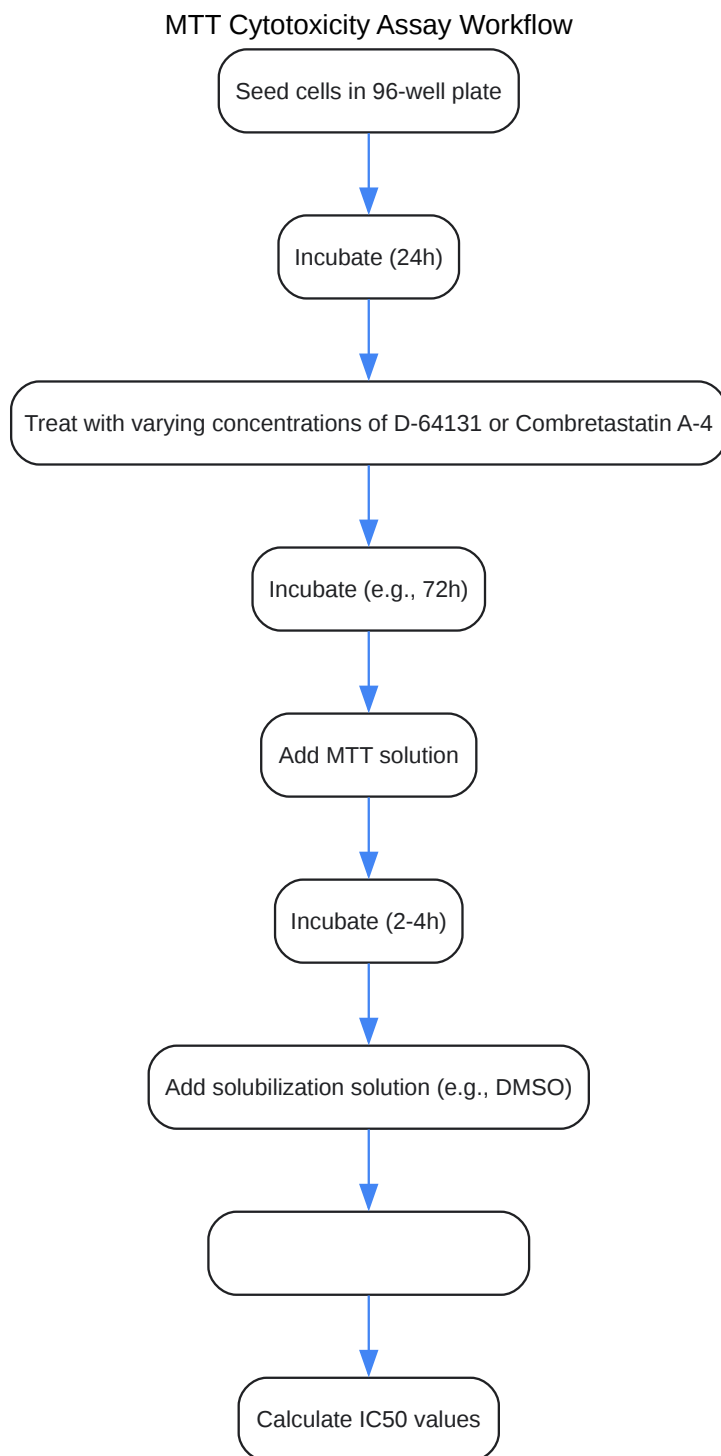 MTT Cytotoxicity Assay Workflow
Seed cells in 96-well plate
Incubate (24h)
Treat with varying concentrations of D-64131 or Combretastatin A-4
Incubate (e.g., 72h)
Add MTT solution
Incubate (2-4h)
Add solubilization solution (e.g., DMSO)
Calculate IC50 values